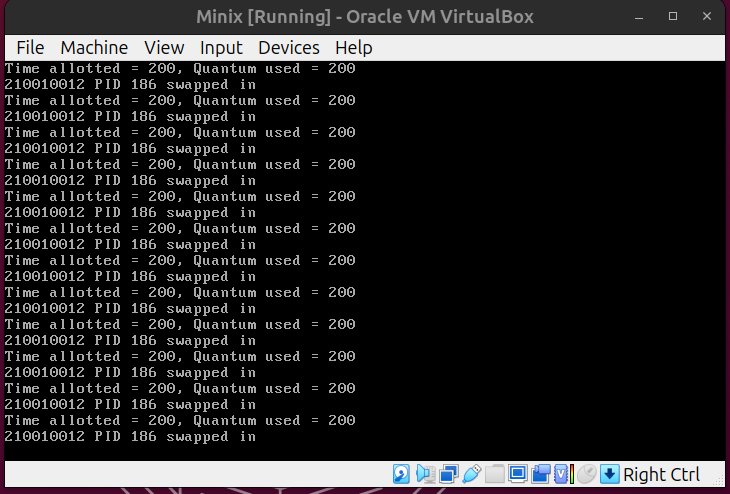 Minix [Running] - Oracle VM VirtualBox
File Machine View Input Devices Help
Time allotted = 200, Quantum used = 200
210010012 PID 186 swapped in
Time allotted = 200, Quantum used = 200
210010012 PID 186 swapped in
Time allotted = 200, Quantum used = 200
210010012 PID 186 swapped in
Time allotted = 200, Quantum used = 200
210010012 PID 186 swapped in
Time allotted = 200, Quantum used = 200
210010012 PID 186 swapped in
Time allotted = 200, Quantum used = 200
210010012 PID 186 swapped in
Time allotted = 200, Quantum used = 200
210010012 PID 186 swapped in
Time allotted = 200, Quantum used = 200
210010012 PID 186 swapped in
Time allotted = 200, Quantum used = 200
210010012 PID 186 swapped in
Time allotted = 200, Quantum used = 200
210010012 PID 186 swapped in
Time allotted = 200, Quantum used = 200
210010012 PID 186 swapped in
Time allotted = 200, Quantum used = 200
210010012 PID 186 swapped in
Right Ctrl